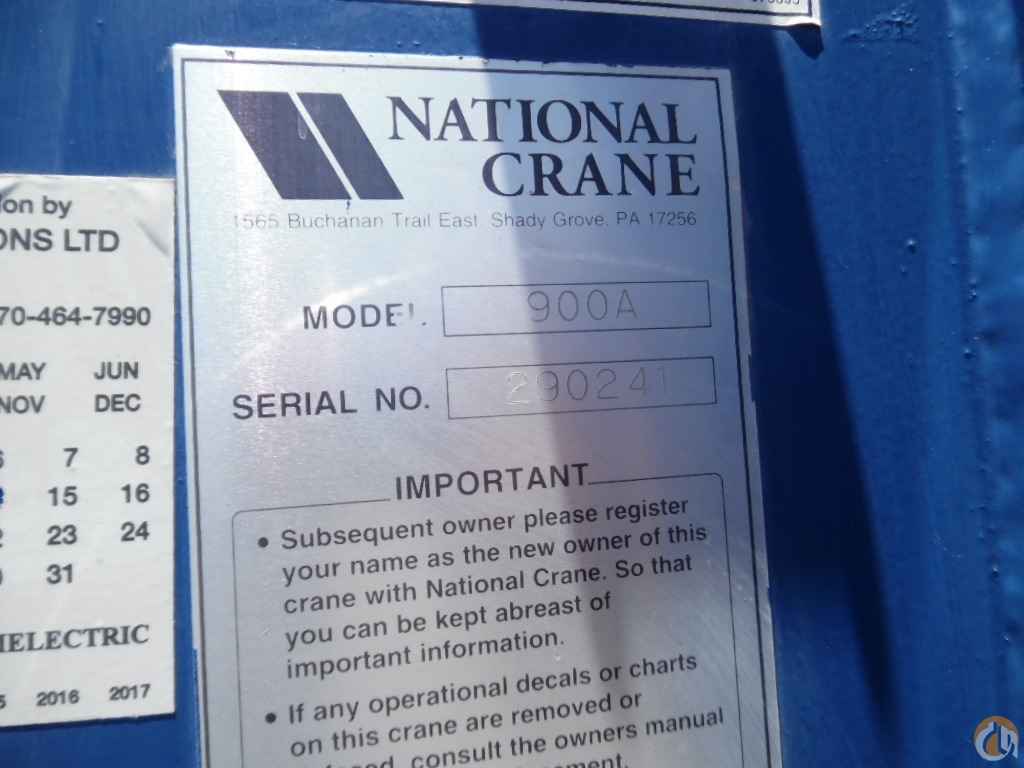 NATIONAL
CRANE
1565 Buchanan Trail East Shady Grove, PA 17256
MODEL. 900A
SERIAL NO. 290241
IMPORTANT
• Subsequent owner please register
your name as the new owner of this
crane with National Crane. So that
you can be kept abreast of
important information.
• If any operational decals or charts
on this crane are removed or
consult the owners manual
ion by
ONS LTD
70-464-7990
MAY JUN
NOV DEC
7 8
15 16
23 24
31
IELECTRIC
2016 2017